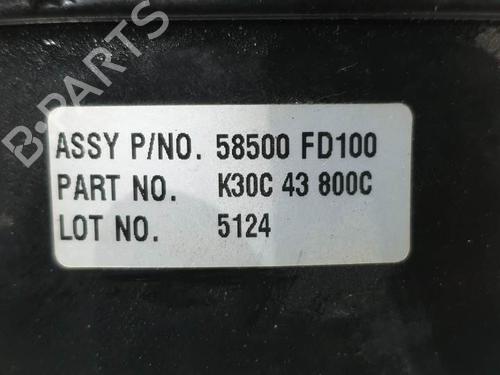 B-PARTS
ASSY P/NO. 58500 FD100
PART NO. K30C 43 800C
LOT NO. 5124